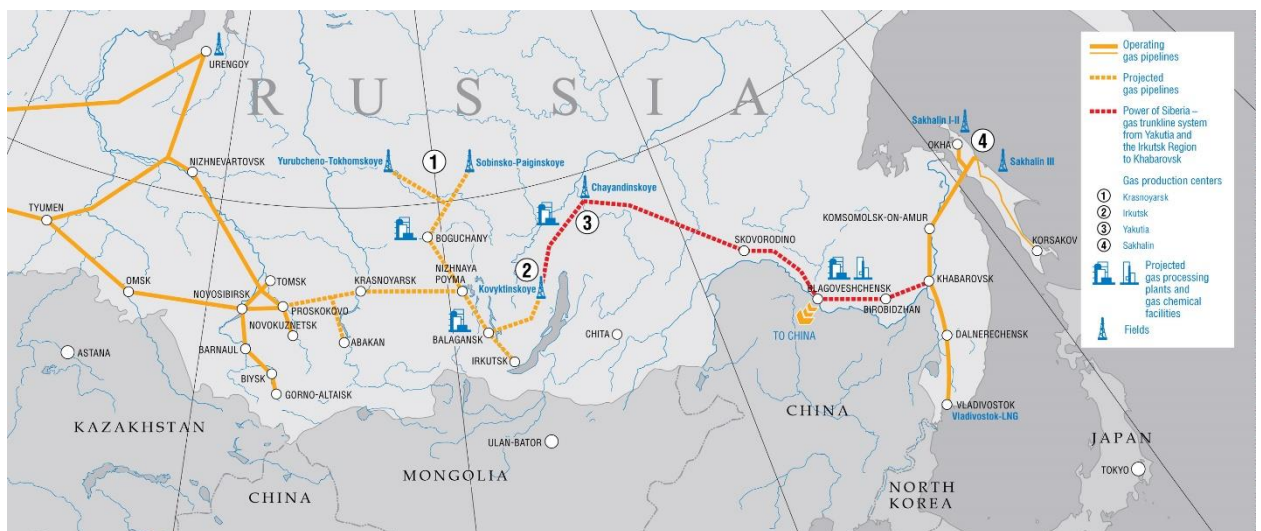 URENGOY
RUSSIA
Operating
gas pipelines
Projected
gas pipelines
Power of Siberia –
gas trunkline system
from Yakutia and
the Irkutsk Region
to Khabarovsk
Gas production centers
1 Krasnoyarsk
2 Irkutsk
3 Yakutia
4 Sakhalin
Projected
gas processing
plants and
gas chemical
facilities
Fields
Sakhalin I-II
OKHA
4
Sakhalin III
NIZHNEVARTOVSK
Yurubcheno-Tokhomskoye
1
Sobinsko-Paiginskoye
Chayandinskoye
3
TYUMEN
KOMSOMOLSK-ON-AMUR
BOGUCHANY
SKOVORODINO
KORSAKOV
OMSK
TOMSK
NOVOSIBIRSK
KRASNOYARSK
NIZHNAYA
POYMA
2
Kovyktinskoye
KHABAROVSK
PROSKOKOVO
BLAGOVESHCHENSK
BIROBIDZHAN
NOVOKUZNETSK
ABAKAN
BALAGANSK
CHITA
TO CHINA
DALNERECHENSK
ASTANA
BARNAUL
IRKUTSK
BIYSK
GORNO-ALTAISK
VLADIVOSTOK
Vladivostok-LNG
KAZAKHSTAN
CHINA
ULAN-BATOR
JAPAN
MONGOLIA
TOKYO
CHINA
NORTH
KOREA